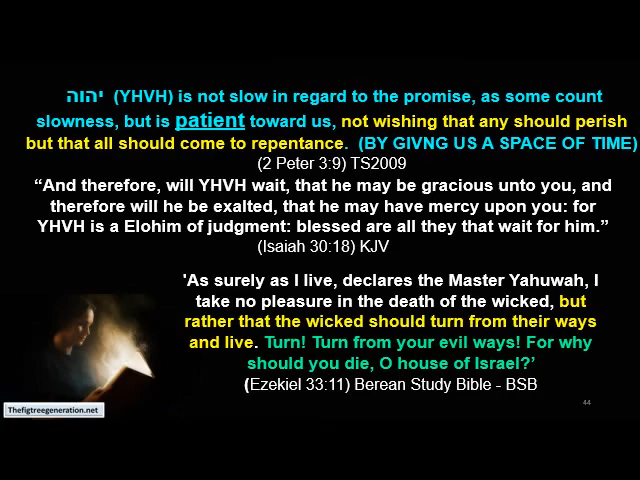 יהוה (YHVH) is not slow in regard to the promise, as some count
slowness, but is patient toward us, not wishing that any should perish
but that all should come to repentance. (BY GIVNG US A SPACE OF TIME)
(2 Peter 3:9) TS2009
“And therefore, will YHVH wait, that he may be gracious unto you, and
therefore will he be exalted, that he may have mercy upon you: for
YHVH is a Elohim of judgment: blessed are all they that wait for him.”
(Isaiah 30:18) KJV
'As surely as I live, declares the Master Yahuwah, I
take no pleasure in the death of the wicked, but
rather that the wicked should turn from their ways
and live. Turn! Turn from your evil ways! For why
should you die, O house of Israel?’
(Ezekiel 33:11) Berean Study Bible - BSB
Thefigtreegeneration.net
44